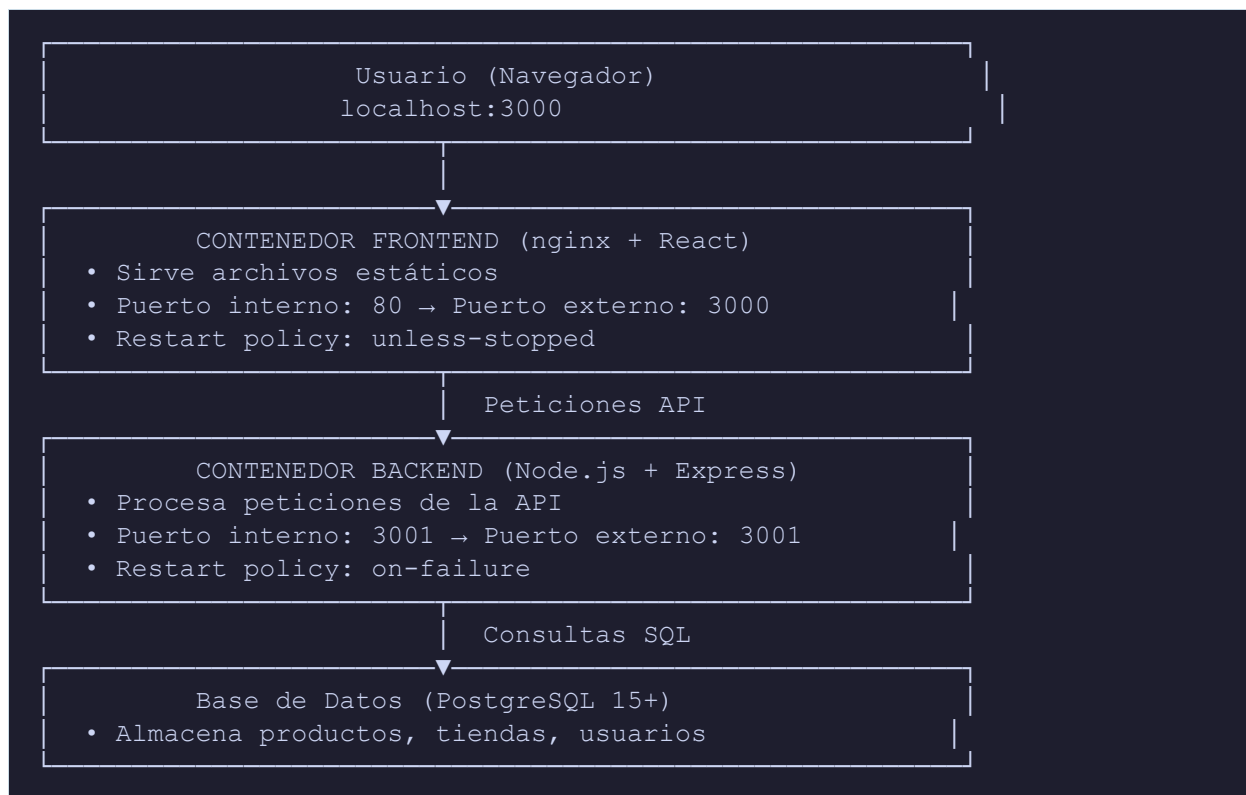 Usuario (Navegador)
localhost:3000
CONTENEDOR FRONTEND (nginx + React)
• Sirve archivos estáticos
• Puerto interno: 80 → Puerto externo: 3000
• Restart policy: unless-stopped
Peticiones API
CONTENEDOR BACKEND (Node.js + Express)
• Procesa peticiones de la API
• Puerto interno: 3001 → Puerto externo: 3001
• Restart policy: on-failure
Consultas SQL
Base de Datos (PostgreSQL 15+)
• Almacena productos, tiendas, usuarios